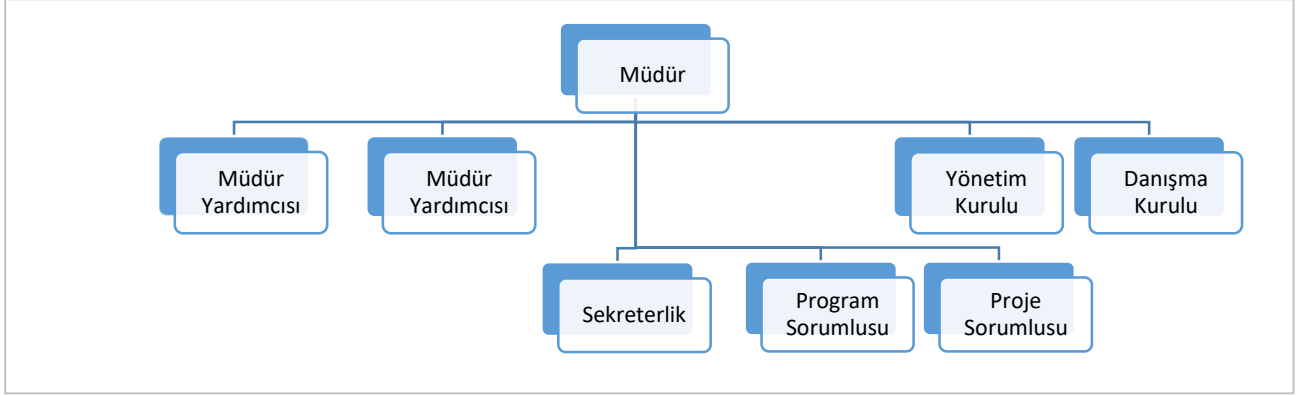 Müdür
Müdür
Yardımcısı
Müdür
Yardımcısı
Yönetim
Kurulu
Danışma
Kurulu
Sekreterlik
Program
Sorumlusu
Proje
Sorumlusu